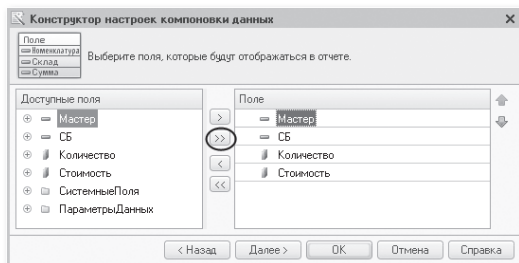 Конструктор настроек компоновки данных
Поле
Номенклатура
Склад
Сумма
Выберите поля, которые будут отображаться в отчете.
Доступные поля
Мастер
СБ
Количество
Стоимость
СистемныеПоля
ПараметрыДанных
>
>>
<
<<
Поле
Мастер
СБ
Количество
Стоимость
< Назад
Далее >
OK
Отмена
Справка